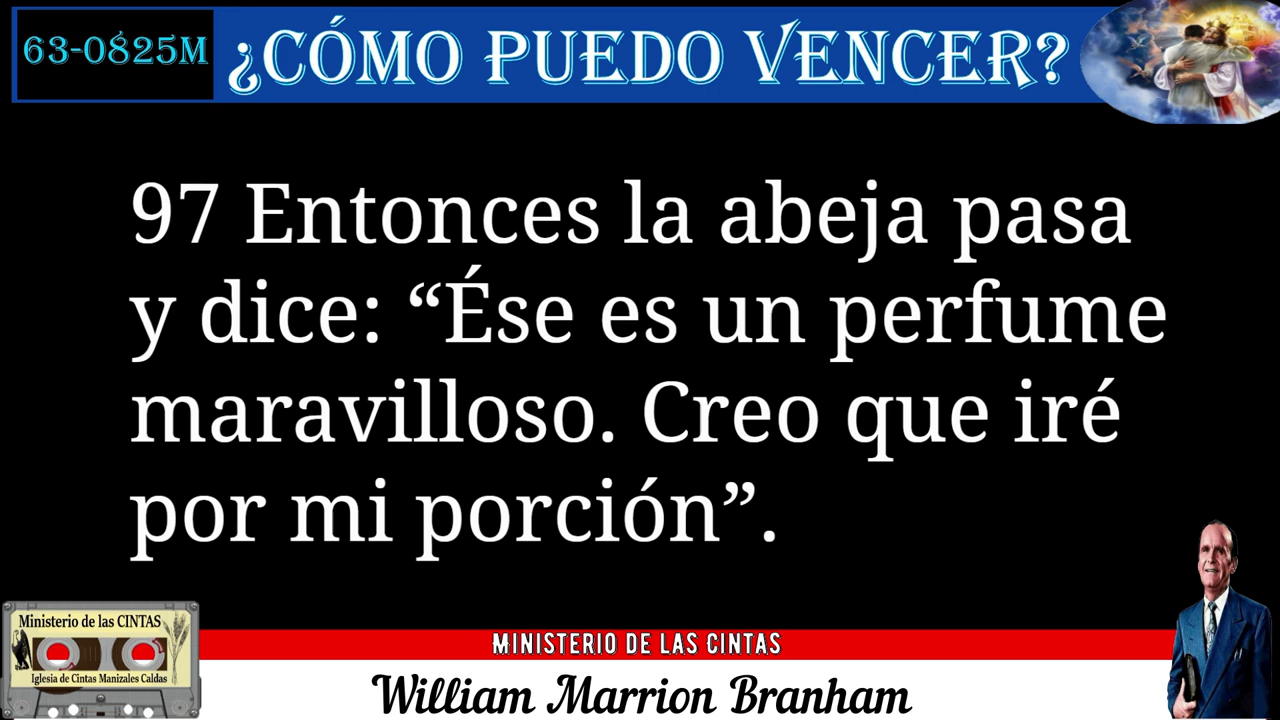 63-0825M
¿CÓMO PUEDO VENCER?
97 Entonces la abeja pasa
y dice: “Ése es un perfume
maravilloso. Creo que iré
por mi porción”.
Ministerio de las CINTAS
Iglesia de Cintas Manizales Caldas
MINISTERIO DE LAS CINTAS
William Marrion Branham